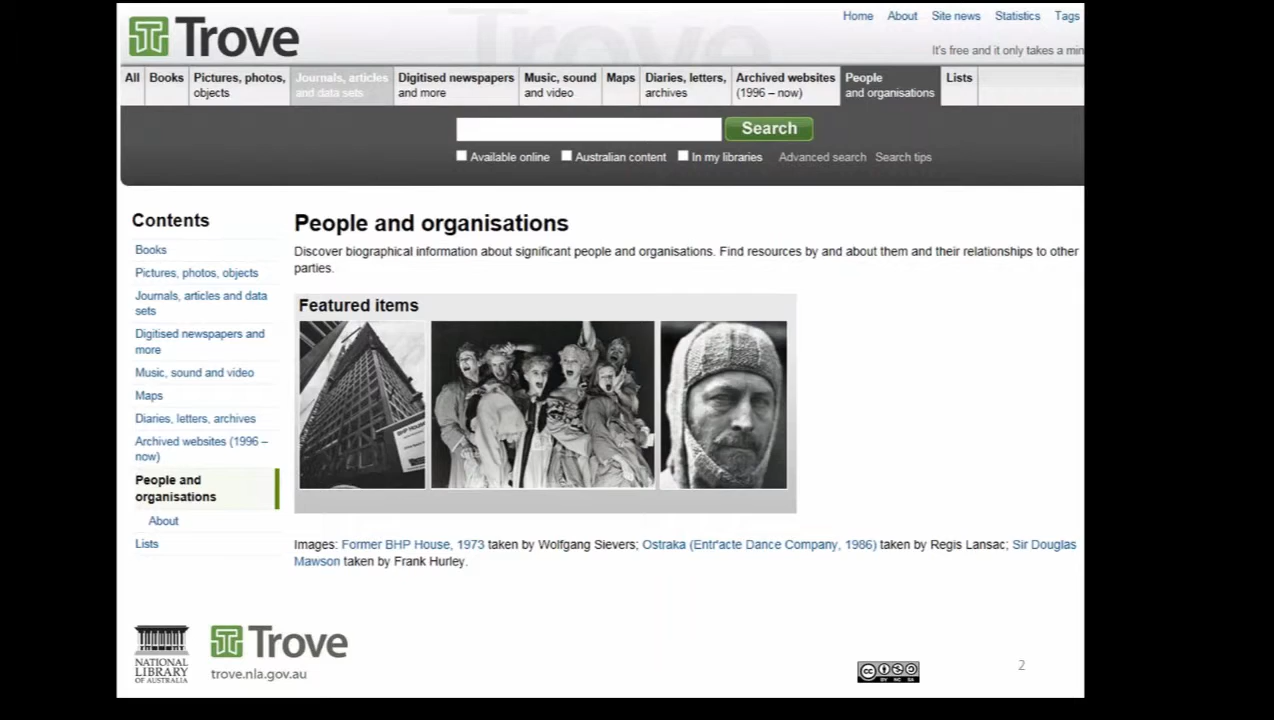 Trove
Home About Site news Statistics Tags
It's free and it only takes a min
All Books Pictures, photos, objects Journals, articles and data sets Digitised newspapers and more Music, sound and video Maps Diaries, letters, archives Archived websites (1996 – now) People and organisations Lists
Search
Available online Australian content In my libraries Advanced search Search tips
Contents
Books
Pictures, photos, objects
Journals, articles and data
sets
Digitised newspapers and
more
Music, sound and video
Maps
Diaries, letters, archives
Archived websites (1996 –
now)
People and
organisations
About
Lists
People and organisations
Discover biographical information about significant people and organisations. Find resources by and about them and their relationships to other
parties.
Featured items
BHP HOUSE
Images: Former BHP House, 1973 taken by Wolfgang Sievers; Ostraka (Entr'acte Dance Company, 1986) taken by Regis Lansac; Sir Douglas
Mawson taken by Frank Hurley.
NATIONAL
LIBRARY
OF AUSTRALIA
Trove
trove.nla.gov.au
CC BY NC SA
2